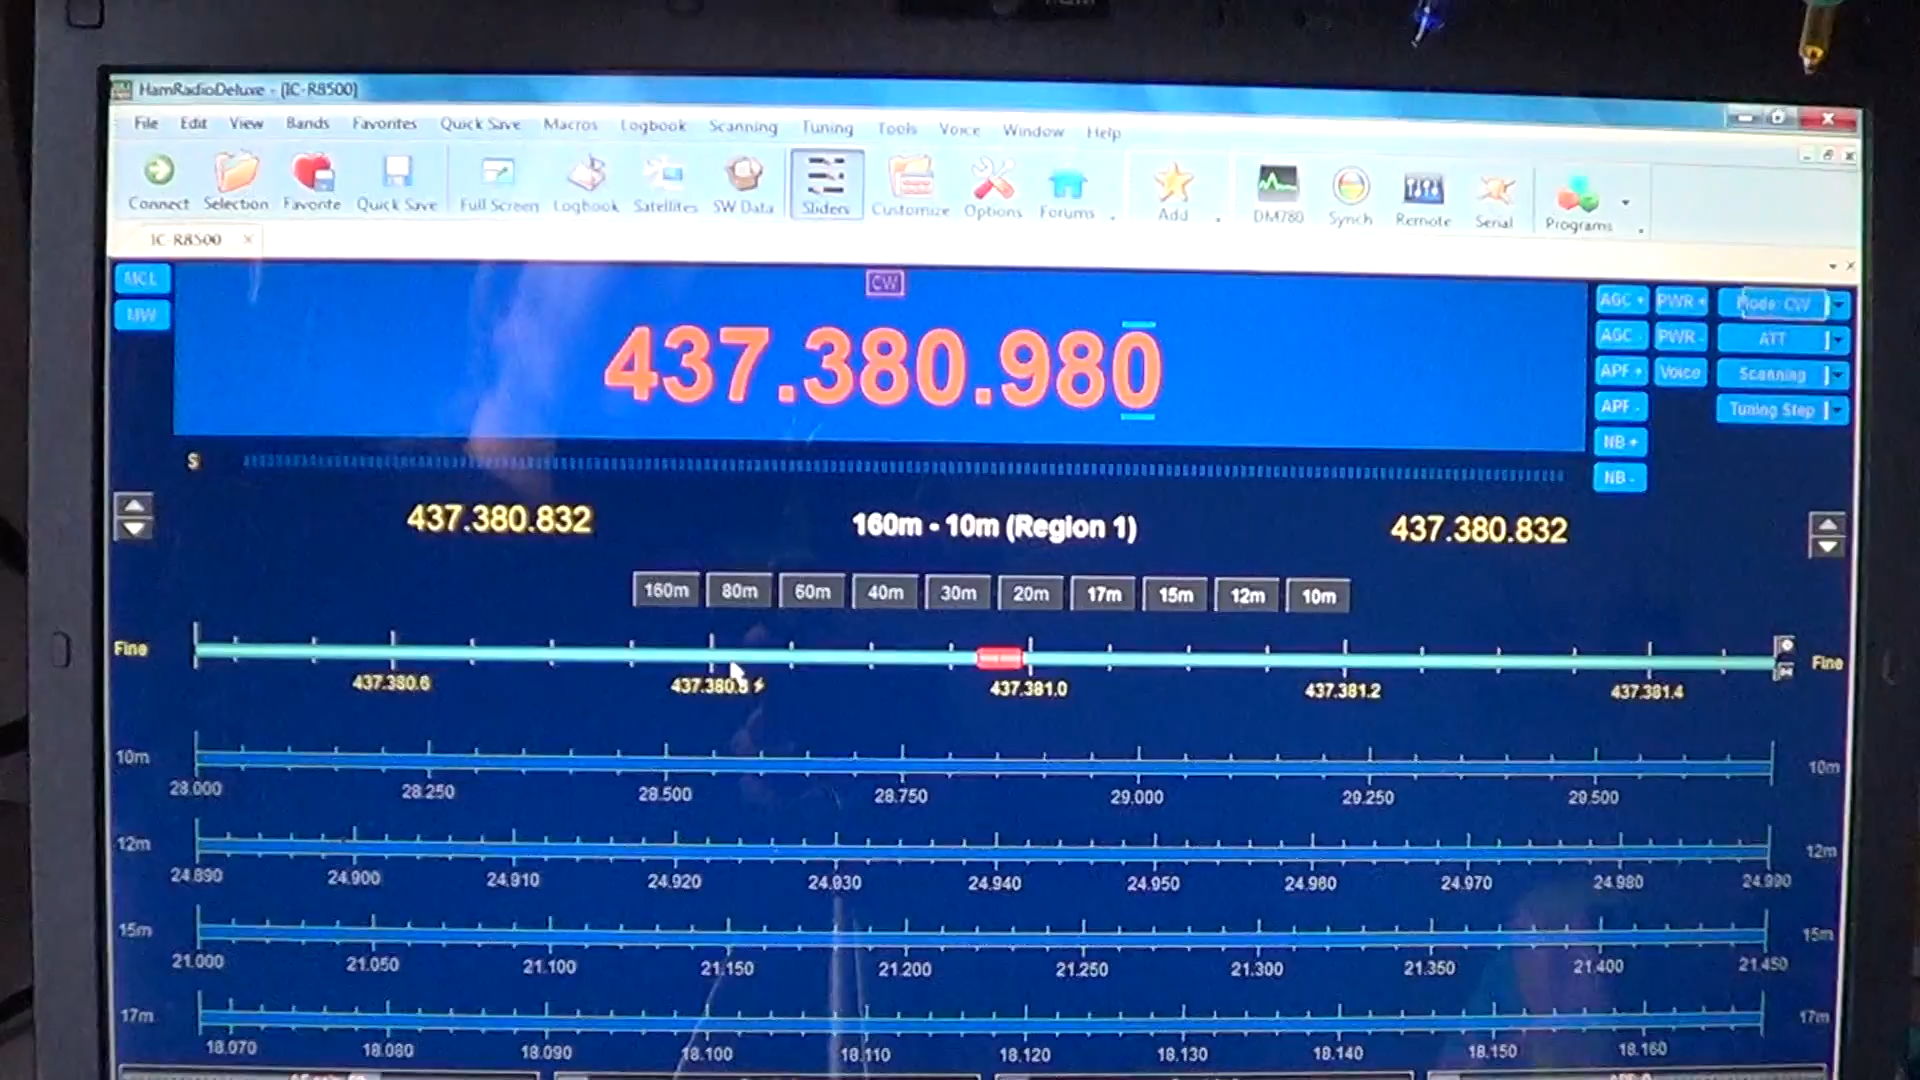 HamRadioDeluxe - [IC-R8500]
File Edit View Bands Favorites Quick Save Macros Logbook Scanning Tuning Tools Voice Window Help
Connect Selection Favorite Quick Save Full Screen Logbook Satellites SW Data Sliders Customize Options Forums Add DM780 Synch Remote Serial Programs
IC-R8500
MCL CW AGC + PWR + Mode: CW
MW 437.380.980 AGC - PWR - ATT
APF + Voice Scanning
APF - Tuning Step
NB +
S NB -
437.380.832 160m - 10m (Region 1) 437.380.832
160m 80m 60m 40m 30m 20m 17m 15m 12m 10m
Fine Fine
437.380.6 437.380.8 437.381.0 437.381.2 437.381.4
10m 10m
28.000 28.250 28.500 28.750 29.000 29.250 29.500
12m 12m
24.890 24.900 24.910 24.920 24.930 24.940 24.950 24.960 24.970 24.980 24.990
15m 15m
21.000 21.050 21.100 21.150 21.200 21.250 21.300 21.350 21.400 21.450
17m 17m
18.070 18.080 18.090 18.100 18.110 18.120 18.130 18.140 18.150 18.160